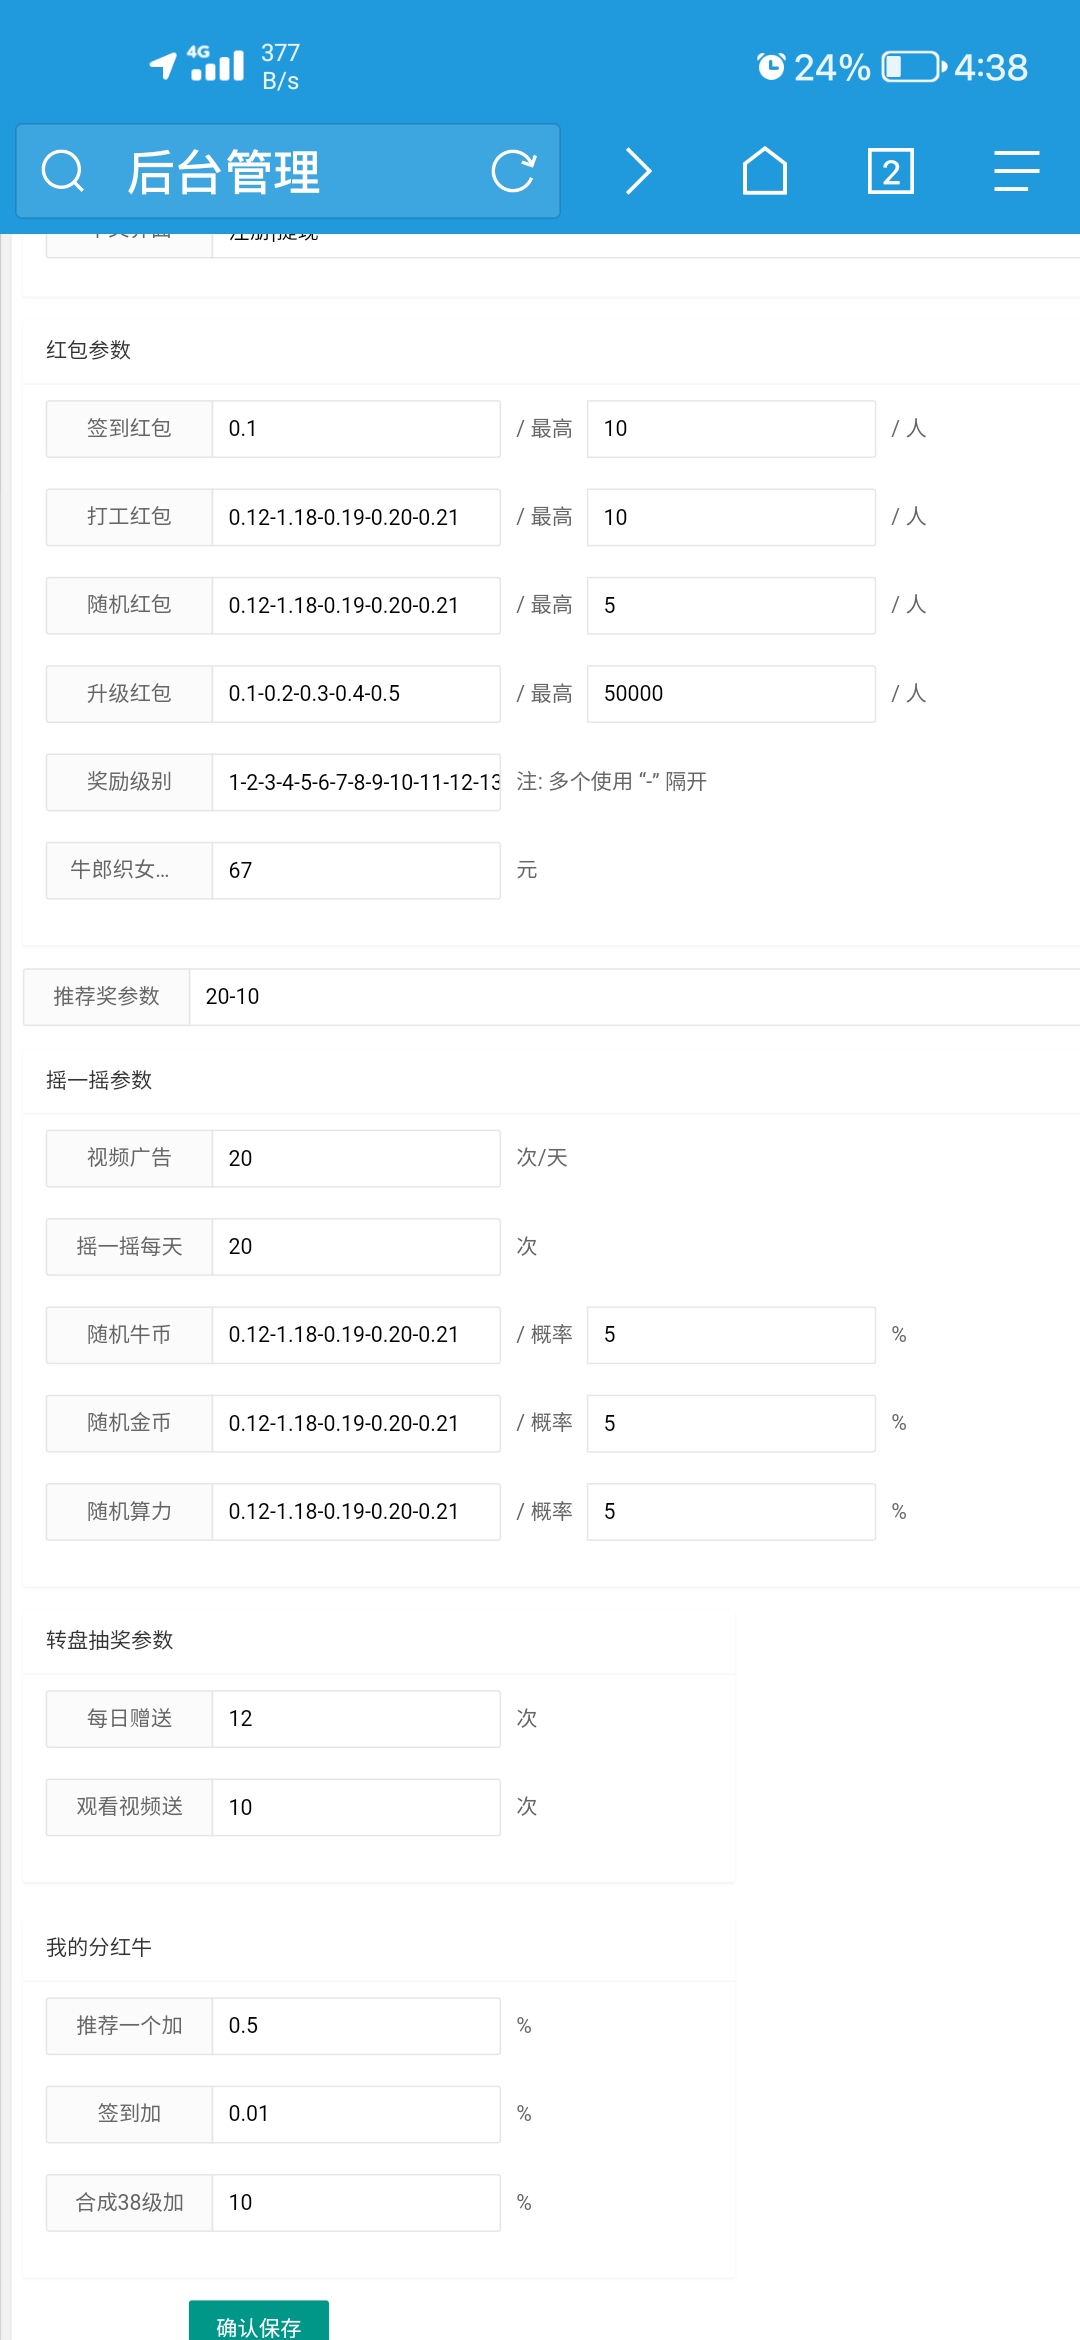 4G 377 B/s 24% 4:38
后台管理 2
注册|提现
红包参数
签到红包 0.1 / 最高 10 / 人
打工红包 0.12-1.18-0.19-0.20-0.21 / 最高 10 / 人
随机红包 0.12-1.18-0.19-0.20-0.21 / 最高 5 / 人
升级红包 0.1-0.2-0.3-0.4-0.5 / 最高 50000 / 人
奖励级别 1-2-3-4-5-6-7-8-9-10-11-12-13 注: 多个使用 “-” 隔开
牛郎织女... 67 元
推荐奖参数 20-10
摇一摇参数
视频广告 20 次/天
摇一摇每天 20 次
随机牛币 0.12-1.18-0.19-0.20-0.21 / 概率 5 %
随机金币 0.12-1.18-0.19-0.20-0.21 / 概率 5 %
随机算力 0.12-1.18-0.19-0.20-0.21 / 概率 5 %
转盘抽奖参数
每日赠送 12 次
观看视频送 10 次
我的分红牛
推荐一个加 0.5 %
签到加 0.01 %
合成38级加 10 %
确认保存